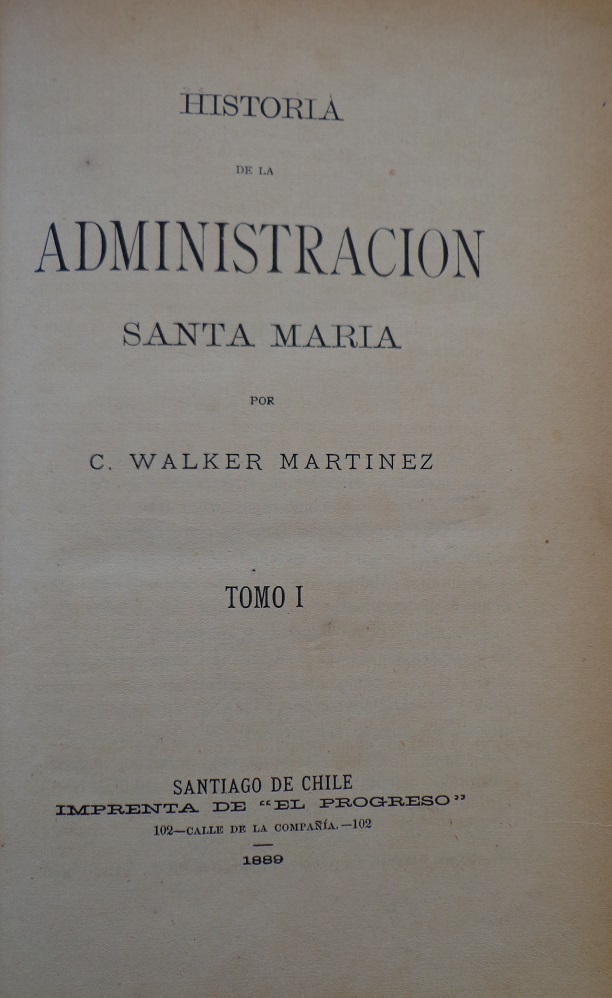 HISTORIA
DE LA
ADMINISTRACION
SANTA MARIA
POR
C. WALKER MARTINEZ
TOMO I
SANTIAGO DE CHILE
IMPRENTA DE "EL PROGRESO"
102—CALLE DE LA COMPAÑÍA.—102
1889